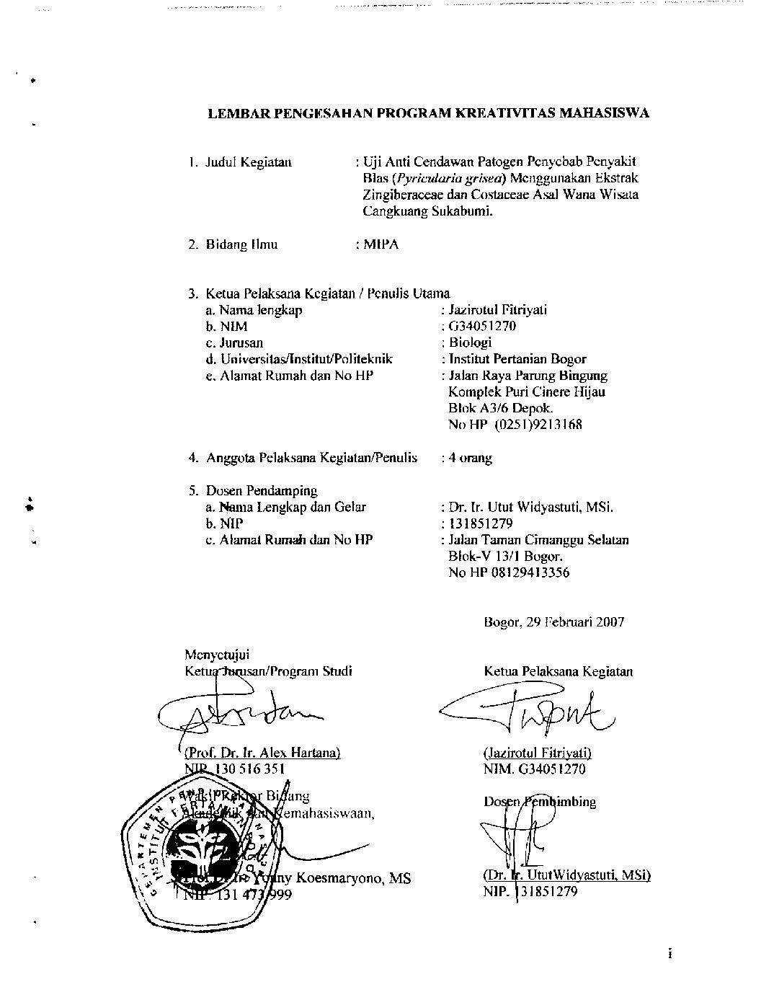 LEMBAR PENGESAHAN PROGRAM KREATIVITAS MAHASISWA
1. Judul Kegiatan : Uji Anti Cendawan Patogen Penyebab Penyakit
Blas (Pyricularia grisea) Menggunakan Ekstrak
Zingiberaceae dan Costaceae Asal Wana Wisata
Cangkuang Sukabumi.
2. Bidang Ilmu : MIPA
3. Ketua Pelaksana Kegiatan / Penulis Utama
a. Nama lengkap : Jazirotul Fitriyati
b. NIM : G34051270
c. Jurusan : Biologi
d. Universitas/Institut/Politeknik : Institut Pertanian Bogor
e. Alamat Rumah dan No HP : Jalan Raya Parung Bingung
Komplek Puri Cinere Hijau
Blok A3/6 Depok.
No HP (0251)9213168
4. Anggota Pelaksana Kegiatan/Penulis : 4 orang
5. Dosen Pendamping
a. Nama Lengkap dan Gelar : Dr. Ir. Utut Widyastuti, MSi.
b. NIP : 131851279
c. Alamat Rumah dan No HP : Jalan Taman Cimanggu Selatan
Blok-V 13/1 Bogor.
No HP 08129413356
Bogor, 29 Februari 2007
Menyetujui
Ketua Jurusan/Program Studi Ketua Pelaksana Kegiatan
(Prof. Dr. Ir. Alex Hartana) (Jazirotul Fitriyati)
NIP. 130 516 351 NIM. G34051270
Wakil Rektor Bidang Dosen Pembimbing
Akademik dan Kemahasiswaan,
DEPARTEMEN PENDIDIKAN NASIONAL
INSTITUT PERTANIAN BOGOR
Prof. Dr. Ir. Yonny Koesmaryono, MS (Dr. Ir. UtutWidyastuti, MSi)
NIP. 131 473 999 NIP. 131851279
i